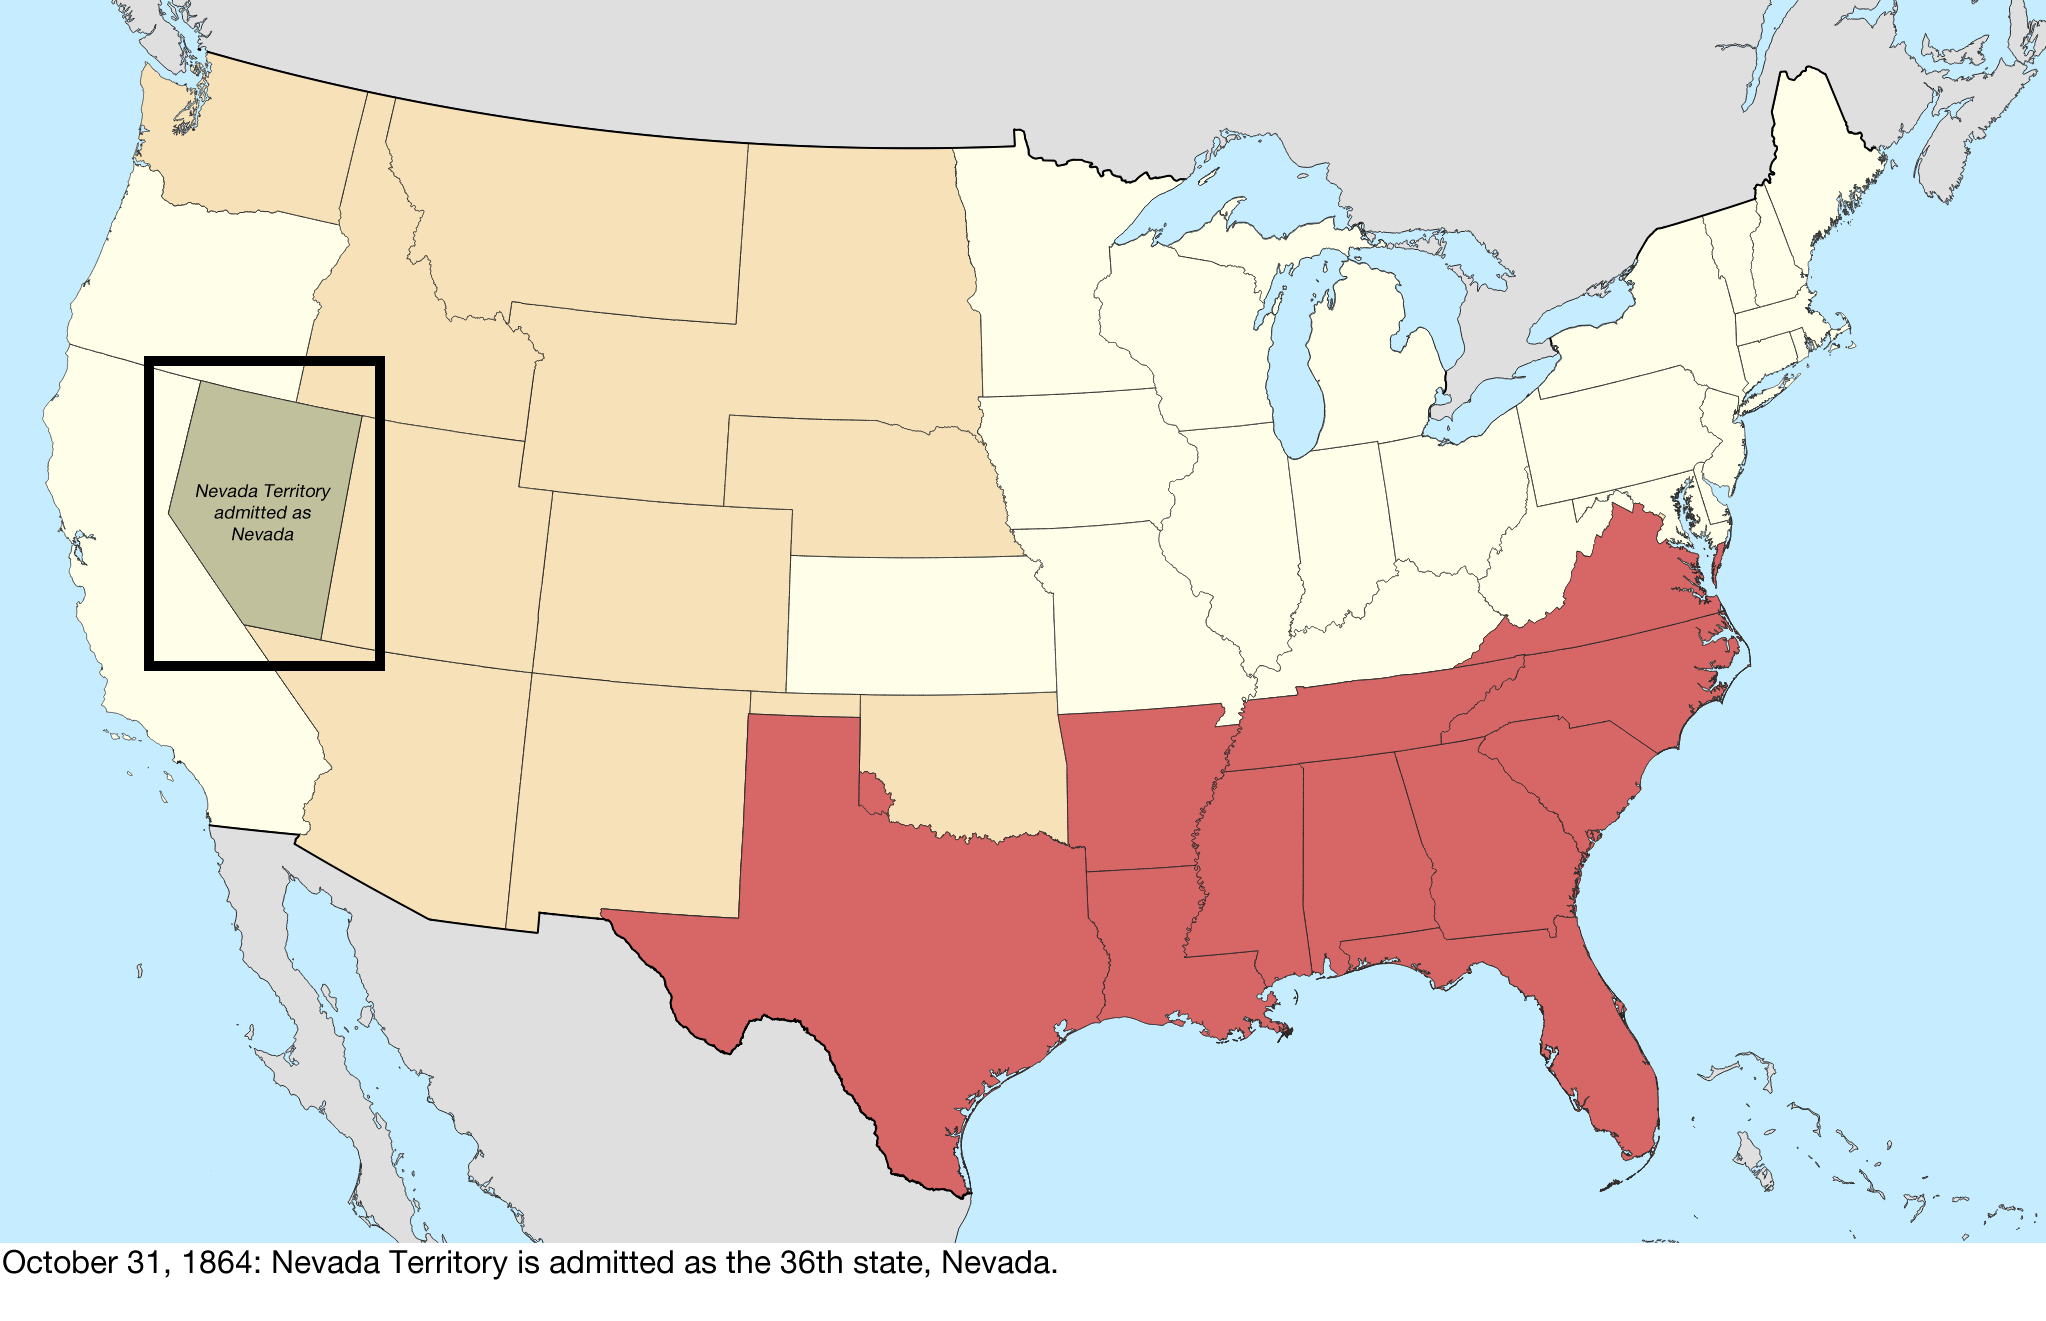 Nevada Territory
admitted as
Nevada
October 31, 1864: Nevada Territory is admitted as the 36th state, Nevada.